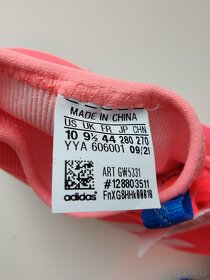 MADE IN CHINA
US UK FR JP CHN
10 9½ 44 280 270
YYA 606001 09/21
ART GW5331
#128803511
FnXG8HHk00010
adidas